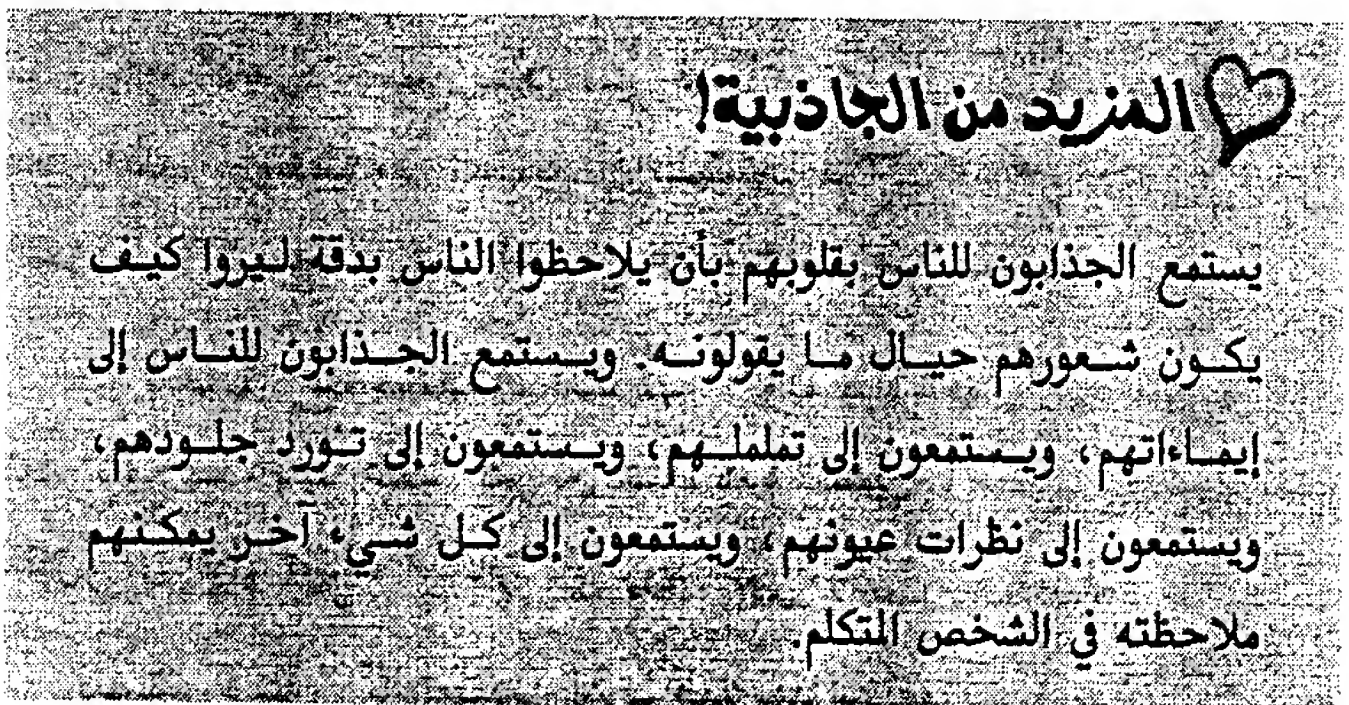 المزيد من الجاذبية!
يستمع الجذابون للناس بقلوبهم بأن يلاحظوا الناس بدقة ليروا كيف
يكون شعورهم حيال ما يقولونه. ويستمع الجذابون للناس إلى
إيماءاتهم، ويستمعون إلى تململهم، ويستمعون إلى تورد جلودهم،
ويستمعون إلى نظرات عيونهم، ويستمعون إلى كل شيء آخر يمكنهم
ملاحظته في الشخص المتكلم.